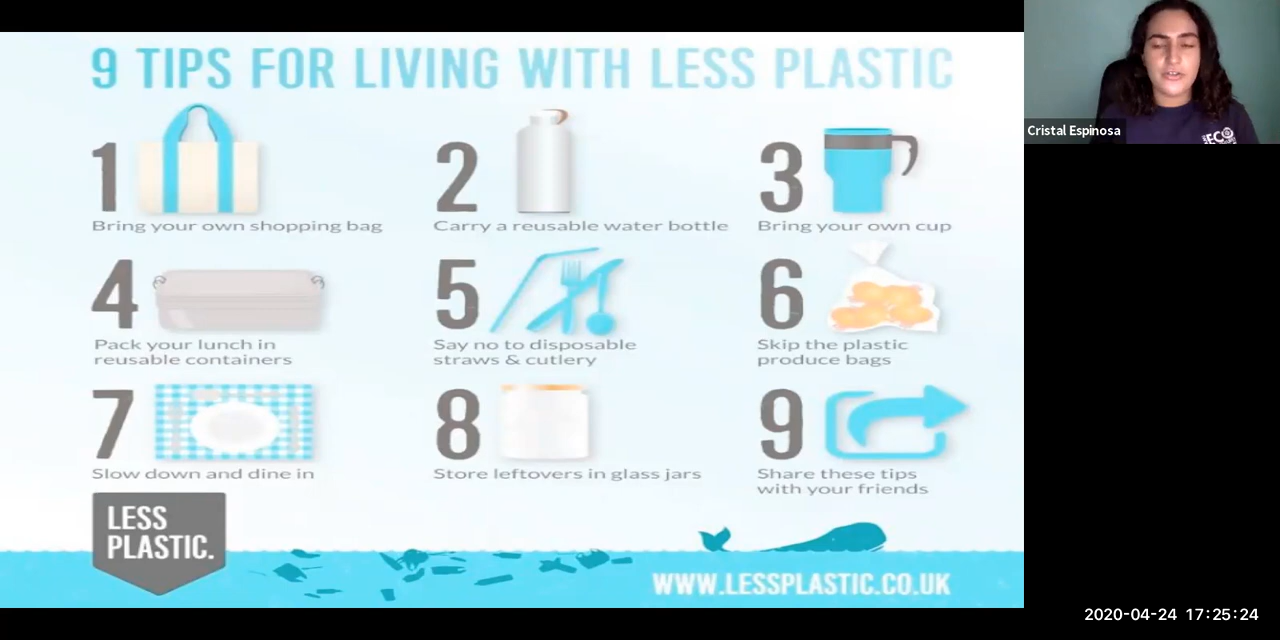 9 TIPS FOR LIVING WITH LESS PLASTIC
1
Bring your own shopping bag
2
Carry a reusable water bottle
3
Bring your own cup
4
Pack your lunch in
reusable containers
5
Say no to disposable
straws & cutlery
6
Skip the plastic
produce bags
7
Slow down and dine in
8
Store leftovers in glass jars
9
Share these tips
with your friends
LESS
PLASTIC.
WWW.LESSPLASTIC.CO.UK
Cristal Espinosa
ECO
2020-04-24 17:25:24